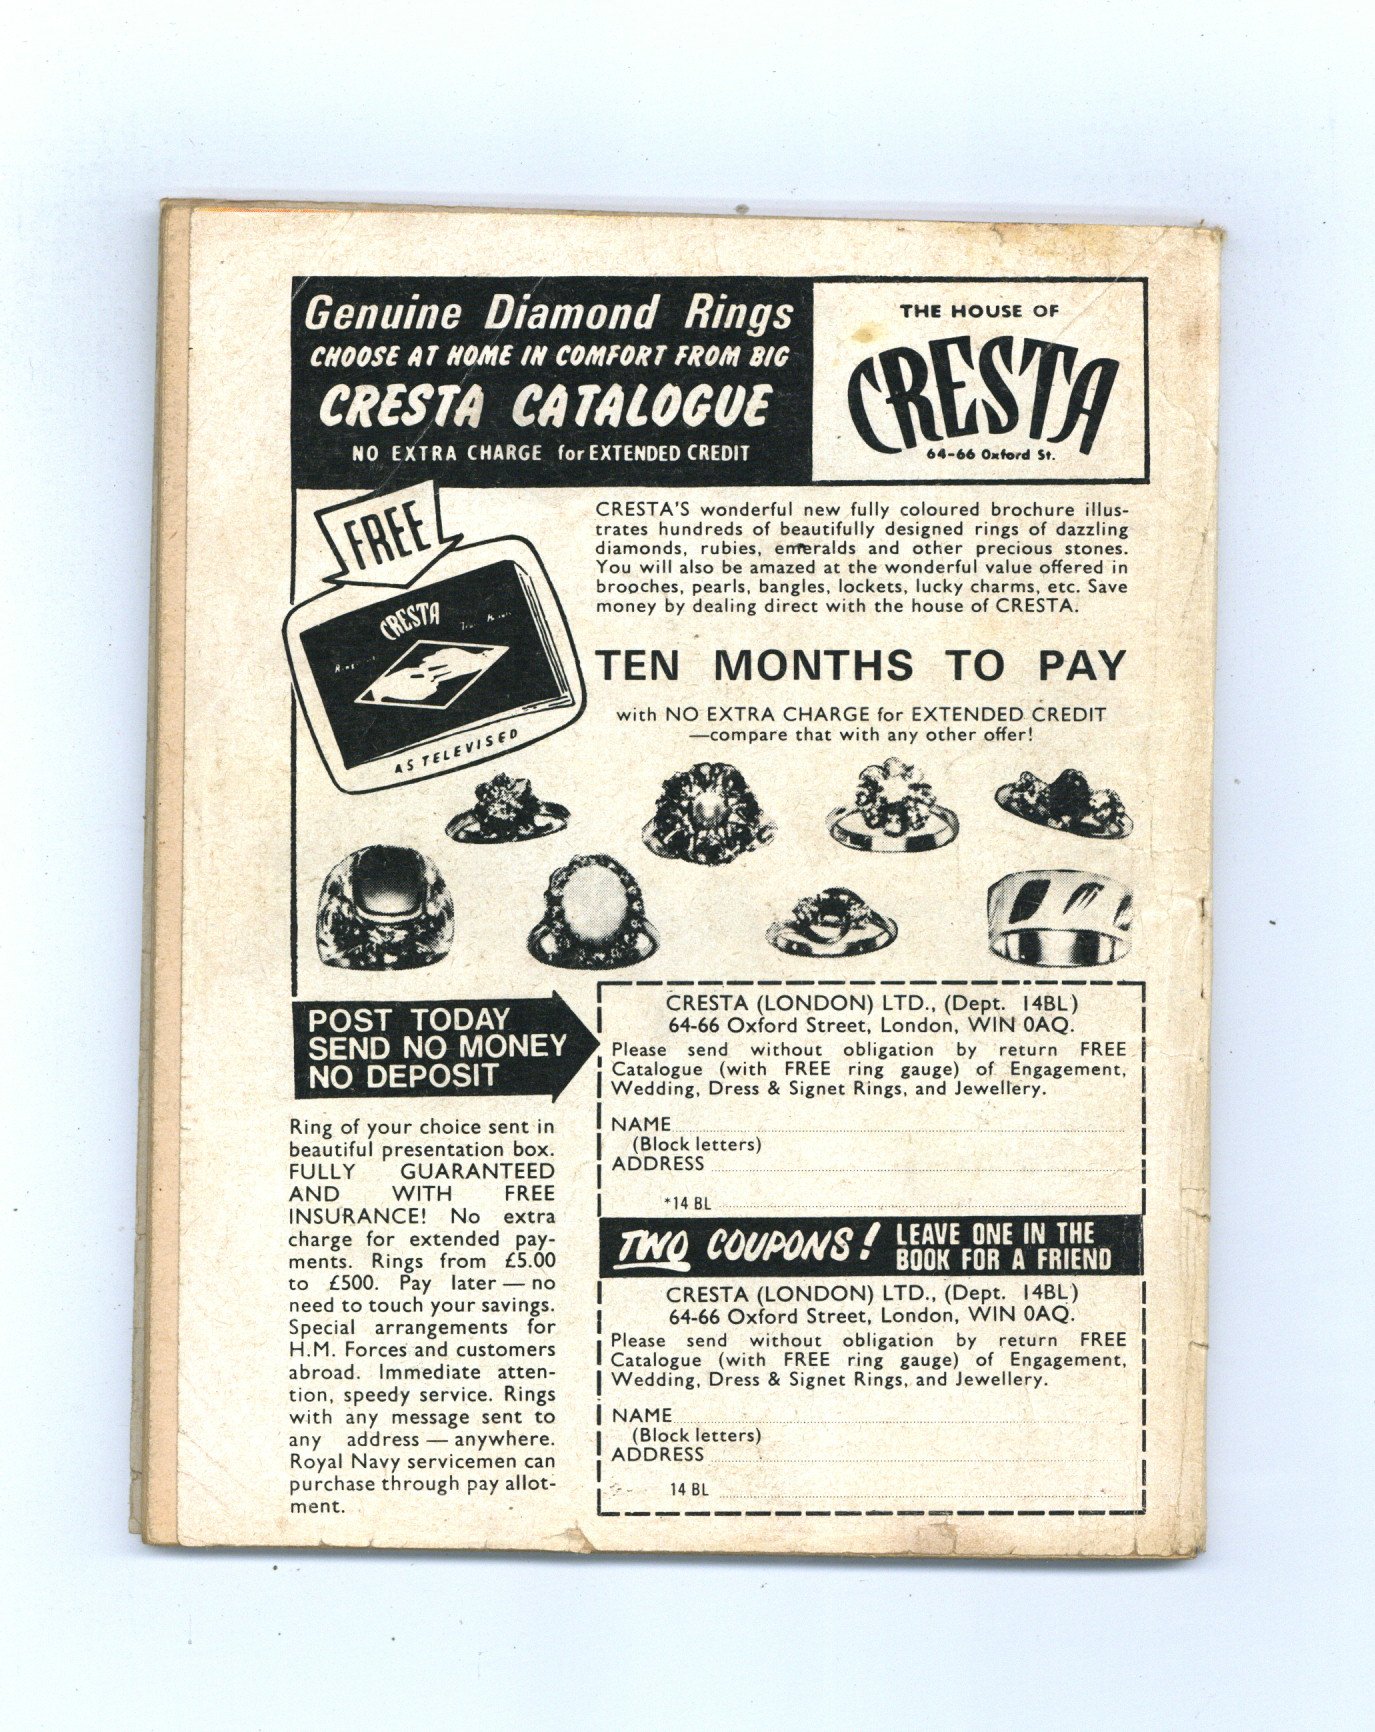 Genuine Diamond Rings
CHOOSE AT HOME IN COMFORT FROM BIG
CRESTA CATALOGUE
NO EXTRA CHARGE for EXTENDED CREDIT
THE HOUSE OF
CRESTA
64-66 Oxford St.
FREE
CRESTA
AS TELEVISED
CRESTA'S wonderful new fully coloured brochure illus-
trates hundreds of beautifully designed rings of dazzling
diamonds, rubies, emeralds and other precious stones.
You will also be amazed at the wonderful value offered in
brooches, pearls, bangles, lockets, lucky charms, etc. Save
money by dealing direct with the house of CRESTA.
TEN MONTHS TO PAY
with NO EXTRA CHARGE for EXTENDED CREDIT
—compare that with any other offer!
POST TODAY
SEND NO MONEY
NO DEPOSIT
Ring of your choice sent in
beautiful presentation box.
FULLY GUARANTEED
AND WITH FREE
INSURANCE! No extra
charge for extended pay-
ments. Rings from £5.00
to £500. Pay later — no
need to touch your savings.
Special arrangements for
H.M. Forces and customers
abroad. Immediate atten-
tion, speedy service. Rings
with any message sent to
any address — anywhere.
Royal Navy servicemen can
purchase through pay allot-
ment.
CRESTA (LONDON) LTD., (Dept. 14BL)
64-66 Oxford Street, London, WIN 0AQ.
Please send without obligation by return FREE
Catalogue (with FREE ring gauge) of Engagement,
Wedding, Dress & Signet Rings, and Jewellery.
NAME
(Block letters)
ADDRESS
*14 BL
TWO COUPONS! LEAVE ONE IN THE
BOOK FOR A FRIEND
CRESTA (LONDON) LTD., (Dept. 14BL)
64-66 Oxford Street, London, WIN 0AQ.
Please send without obligation by return FREE
Catalogue (with FREE ring gauge) of Engagement,
Wedding, Dress & Signet Rings, and Jewellery.
NAME
(Block letters)
ADDRESS
14 BL